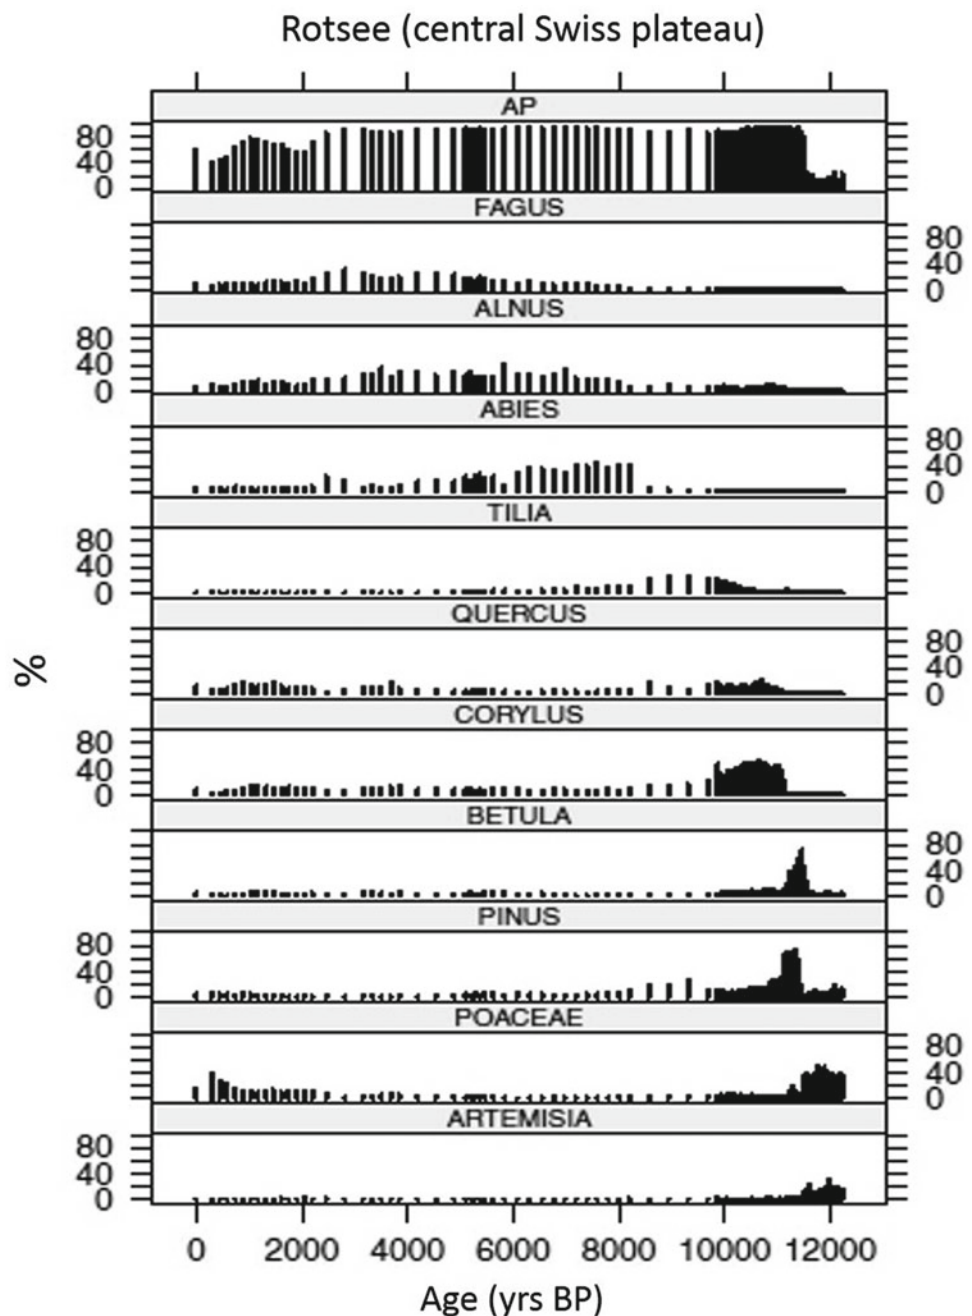 Rotsee (central Swiss plateau)
AP
80
40
0
FAGUS
80
40
0
ALNUS
80
40
0
ABIES
80
40
0
TILIA
80
40
0
QUERCUS
80
40
0
CORYLUS
80
40
0
BETULA
80
40
0
PINUS
80
40
0
POACEAE
80
40
0
ARTEMISIA
80
40
0
%
0 2000 4000 6000 8000 10000 12000
Age (yrs BP)